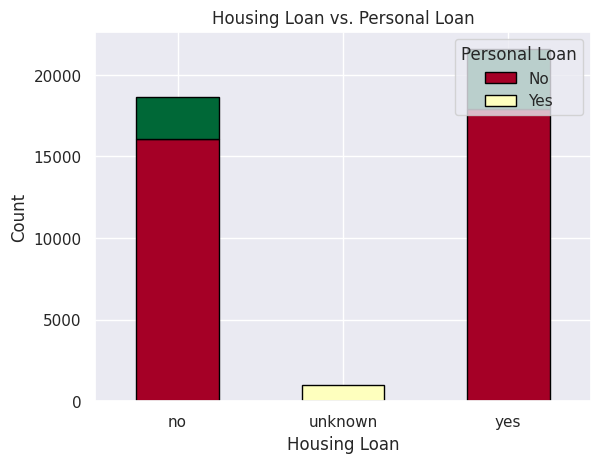 Housing Loan vs. Personal Loan
Personal Loan
No
Yes
20000
15000
10000
5000
0
Count
no
unknown
yes
Housing Loan